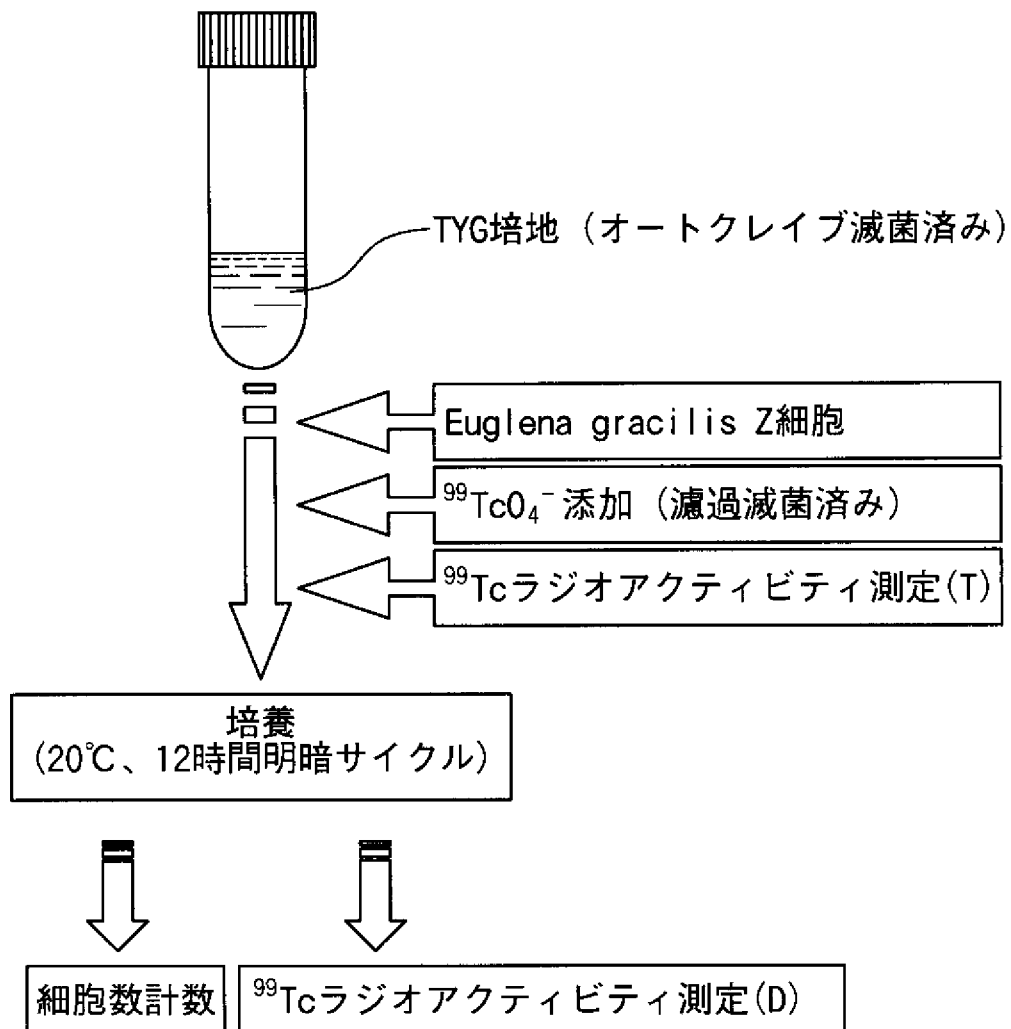 TYG培地 (オートクレイブ滅菌済み)
Euglena gracilis Z細胞
⁹⁹TcO₄⁻ 添加 (濾過滅菌済み)
⁹⁹Tcラジオアクティビティ測定(T)
培養
(20℃、12時間明暗サイクル)
細胞数計数
⁹⁹Tcラジオアクティビティ測定(D)